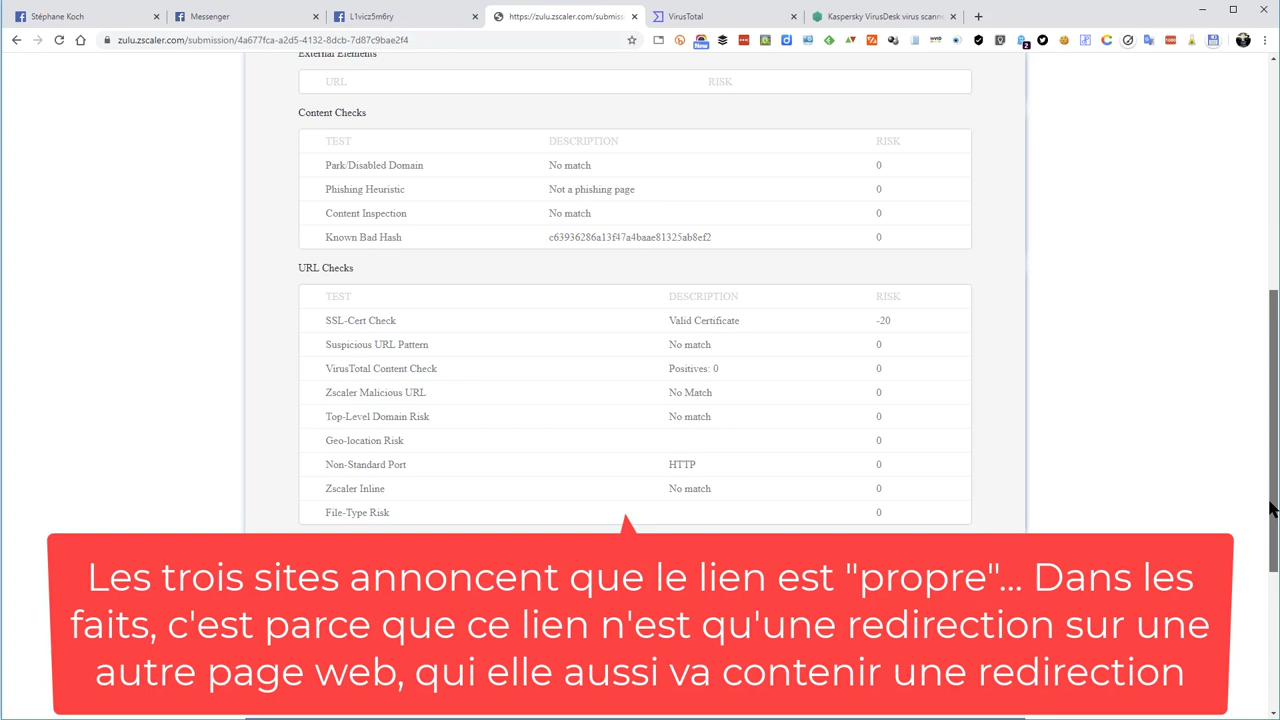 Stéphane Koch
Messenger
L1vicz5m6ry
https://zulu.zscaler.com/submiss
VirusTotal
Kaspersky VirusDesk virus scann
zulu.zscaler.com/submission/4a677fca-a2d5-4132-8dcb-7d87c9bae2f4
External Elements
URL RISK
Content Checks
TEST DESCRIPTION RISK
Park/Disabled Domain No match 0
Phishing Heuristic Not a phishing page 0
Content Inspection No match 0
Known Bad Hash c63936286a13f47a4baae81325ab8ef2 0
URL Checks
TEST DESCRIPTION RISK
SSL-Cert Check Valid Certificate -20
Suspicious URL Pattern No match 0
VirusTotal Content Check Positives: 0 0
Zscaler Malicious URL No Match 0
Top-Level Domain Risk No match 0
Geo-location Risk 0
Non-Standard Port HTTP 0
Zscaler Inline No match 0
File-Type Risk 0
Les trois sites annoncent que le lien est "propre"... Dans les
faits, c'est parce que ce lien n'est qu'une redirection sur une
autre page web, qui elle aussi va contenir une redirection